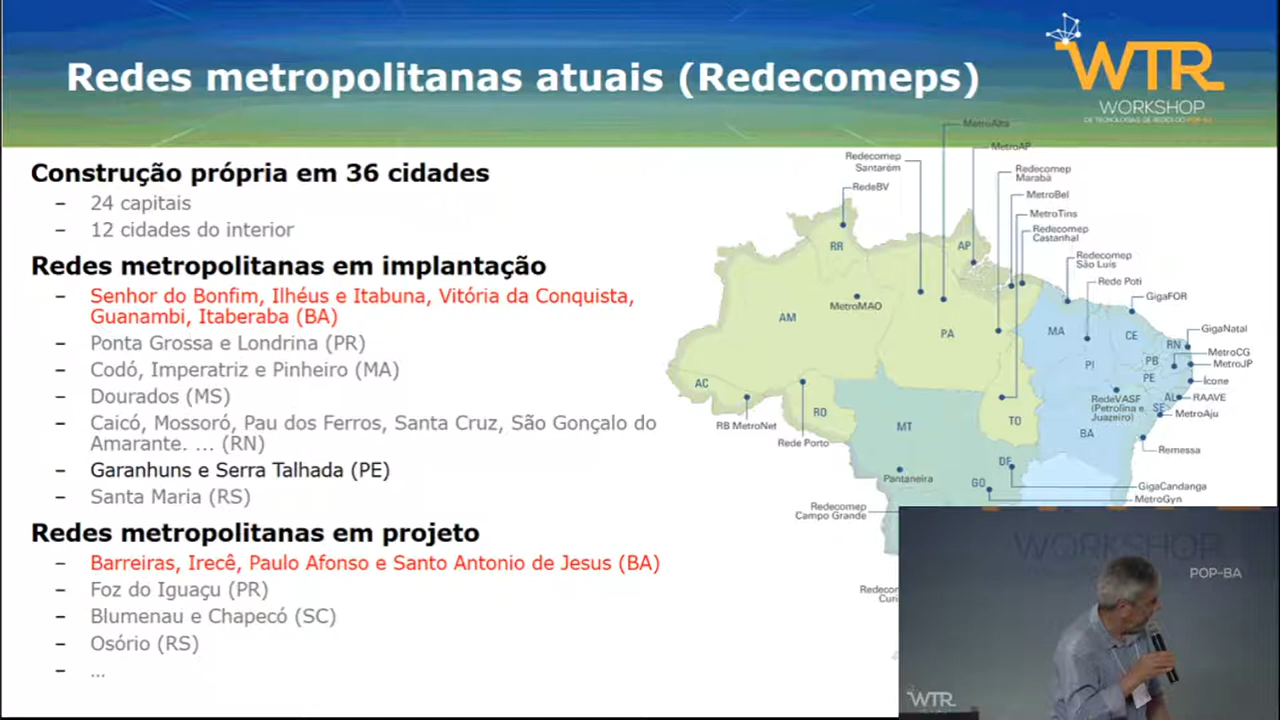 Redes metropolitanas atuais (Redecomeps)
WTR
WORKSHOP
DE TECNOLOGIAS DE REDES DO POP-BA
Construção própria em 36 cidades
– 24 capitais
– 12 cidades do interior
Redes metropolitanas em implantação
– Senhor do Bonfim, Ilhéus e Itabuna, Vitória da Conquista,
Guanambi, Itaberaba (BA)
– Ponta Grossa e Londrina (PR)
– Codó, Imperatriz e Pinheiro (MA)
– Dourados (MS)
– Caicó, Mossoró, Pau dos Ferros, Santa Cruz, São Gonçalo do
Amarante. ... (RN)
– Garanhuns e Serra Talhada (PE)
– Santa Maria (RS)
Redes metropolitanas em projeto
– Barreiras, Irecê, Paulo Afonso e Santo Antonio de Jesus (BA)
– Foz do Iguaçu (PR)
– Blumenau e Chapecó (SC)
– Osório (RS)
– ...
MetroAlta
MetroAP
Redecomep
Santarém
Redecomep
Marabá
RedeBV
MetroBel
MetroTins
Redecomep
Castanhal
RR
AP
Redecomep
São Luís
Rede Poti
GigaFOR
MetroMAO
AM
PA
MA
CE
GigaNatal
RN
MetroCG
PB
MetroJP
PI
PE
Ícone
AC
RedeVASF
(Petrolina e
Juazeiro)
AL
RAAVE
SE
MetroAju
RB MetroNet
RO
Rede Porto
TO
MT
BA
Remessa
DF
Pantaneira
GO
GigaCandanga
MetroGyn
Redecomep
Campo Grande
Redecor
Curi
WORKSHOP
POP-BA
WTR